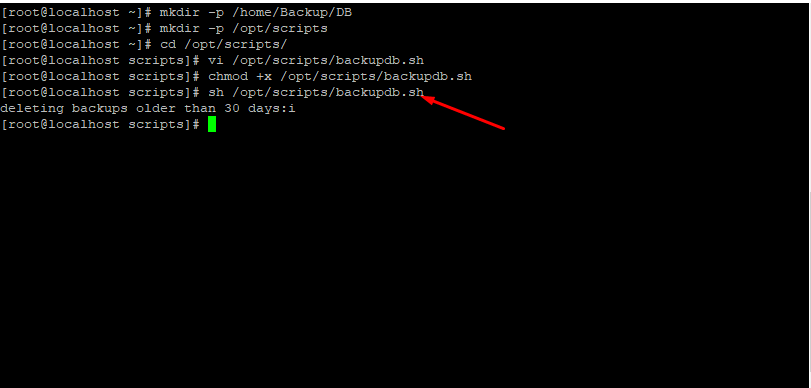 [root@localhost ~]# mkdir -p /home/Backup/DB
[root@localhost ~]# mkdir -p /opt/scripts
[root@localhost ~]# cd /opt/scripts/
[root@localhost scripts]# vi /opt/scripts/backupdb.sh
[root@localhost scripts]# chmod +x /opt/scripts/backupdb.sh
[root@localhost scripts]# sh /opt/scripts/backupdb.sh
deleting backups older than 30 days:i
[root@localhost scripts]#